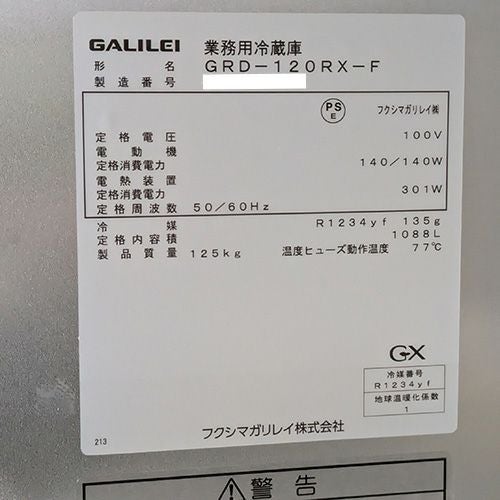 GALILEI 業務用冷蔵庫
形名 GRD-120RX-F
製造番号
PS E フクシマガリレイ㈱
定格電圧 100V
電動機
定格消費電力 140/140W
電熱装置
定格消費電力 301W
定格周波数 50/60Hz
冷媒 R1234yf 135g
定格内容積 1088L
製品質量 125kg 温度ヒューズ動作温度 77℃
GX
冷媒番号
R1234yf
地球温暖化係数
1
フクシマガリレイ株式会社
213
警告